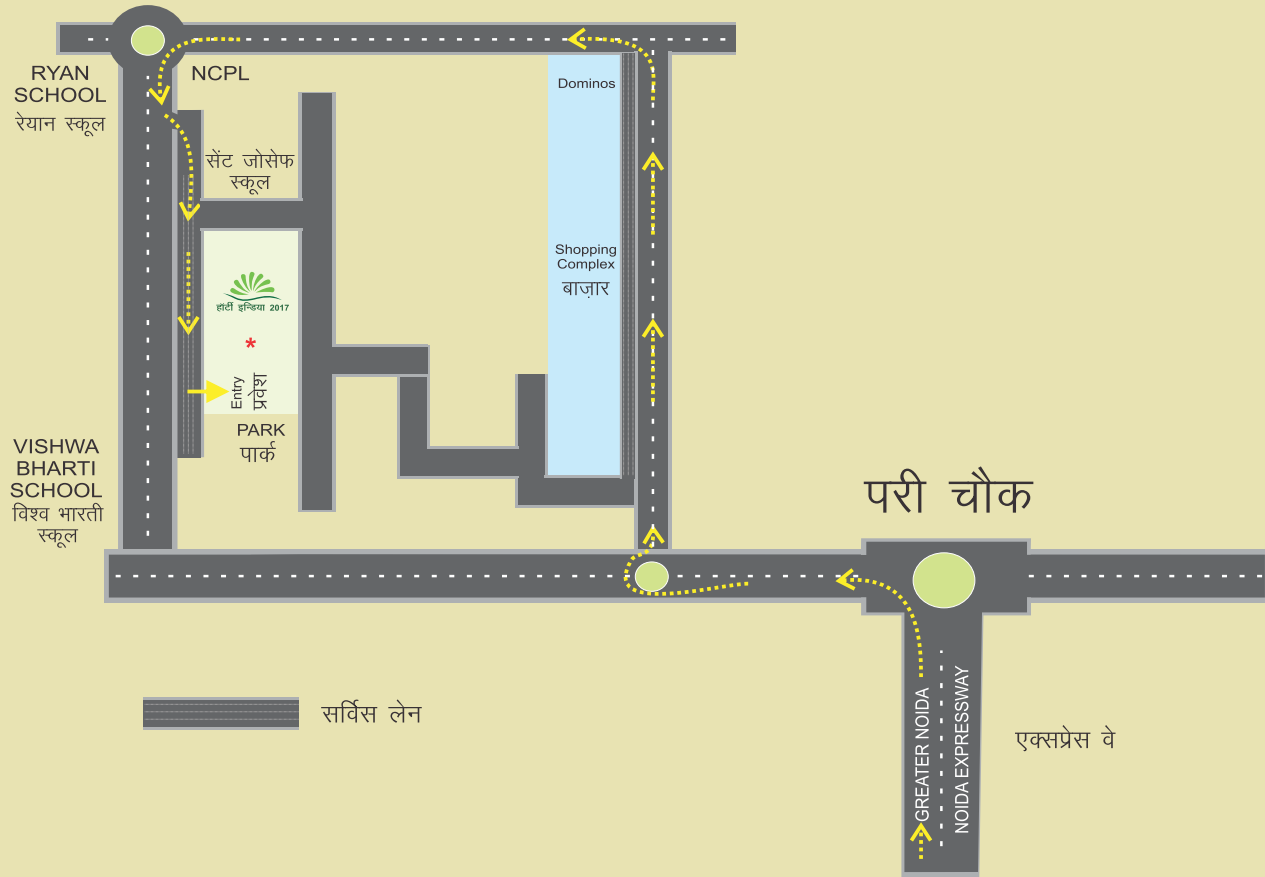 RYAN
SCHOOL
रेयान स्कूल
NCPL
Dominos
सेंट जोसेफ
स्कूल
Shopping
Complex
बाज़ार
हॉर्टी इन्डिया 2017
*
Entry
प्रवेश
PARK
पार्क
VISHWA
BHARTI
SCHOOL
विश्व भारती
स्कूल
परी चौक
सर्विस लेन
GREATER NOIDA
NOIDA EXPRESSWAY
एक्सप्रेस वे